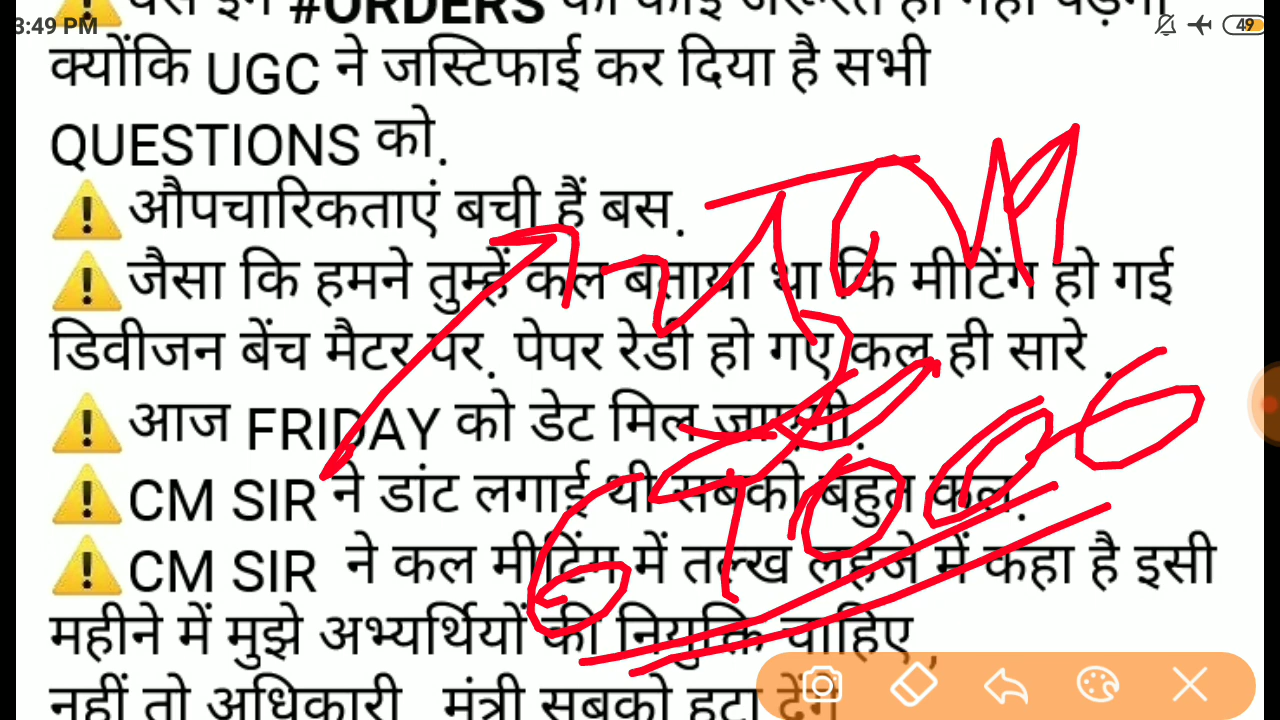 3:49 PM 49
⚠️ #ORDERS
क्योंकि UGC ने जस्टिफाई कर दिया है सभी
QUESTIONS को.
⚠️औपचारिकताएं बची हैं बस.
⚠️जैसा कि हमने तुम्हें कल बताया था कि मीटिंग हो गई
डिवीजन बेंच मैटर पर. पेपर रेडी हो गए कल ही सारे .
⚠️आज FRIDAY को डेट मिल जाएगी.
⚠️CM SIR ने डांट लगाई थी सबको बहुत कल.
⚠️CM SIR ने कल मीटिंग में तल्ख लहजे में कहा है इसी
महीने में मुझे अभ्यर्थियों की नियुक्ति चाहिए ,
नहीं तो अधिकारी मंत्री सबको हटा देंगे